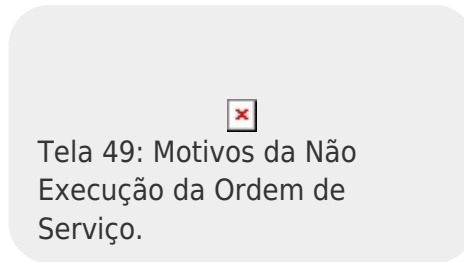 Tela 49: Motivos da Não
Execução da Ordem de
Serviço.